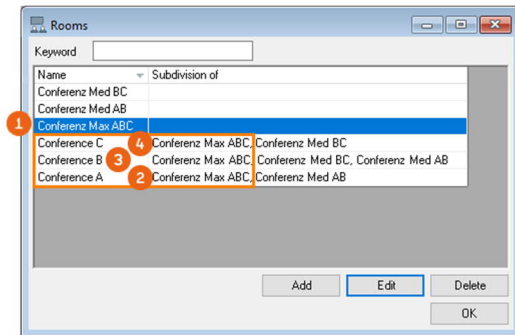 Rooms
Keyword
Name Subdivision of
Conferenz Med BC
Conferenz Med AB
1 Conferenz Max ABC
Conference C 4 Conferenz Max ABC, Conferenz Med BC
Conference B 3 Conferenz Max ABC, Conferenz Med BC, Conferenz Med AB
Conference A 2 Conferenz Max ABC, Conferenz Med AB
Add Edit Delete
OK